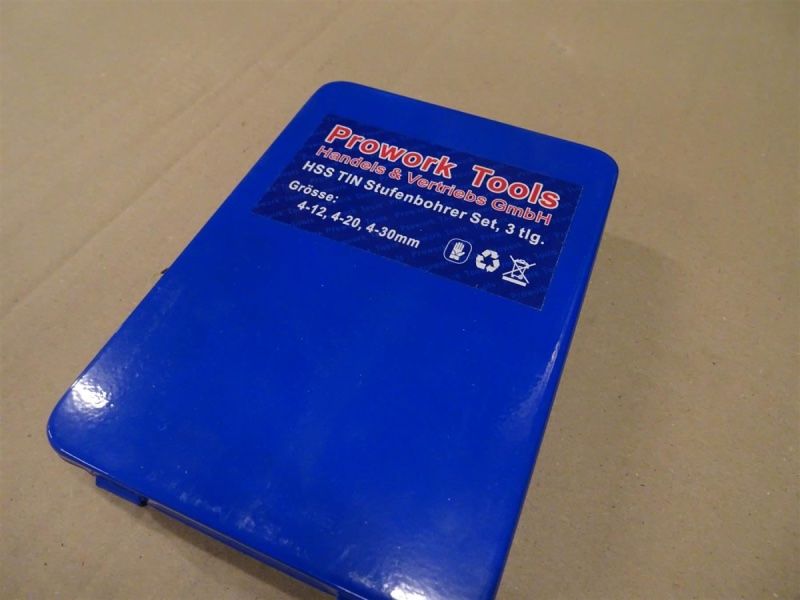 Prowork Tools
Handels & Vertriebs GmbH
HSS TIN Stufenbohrer Set, 3 tlg.
Grösse:
4-12, 4-20, 4-30mm